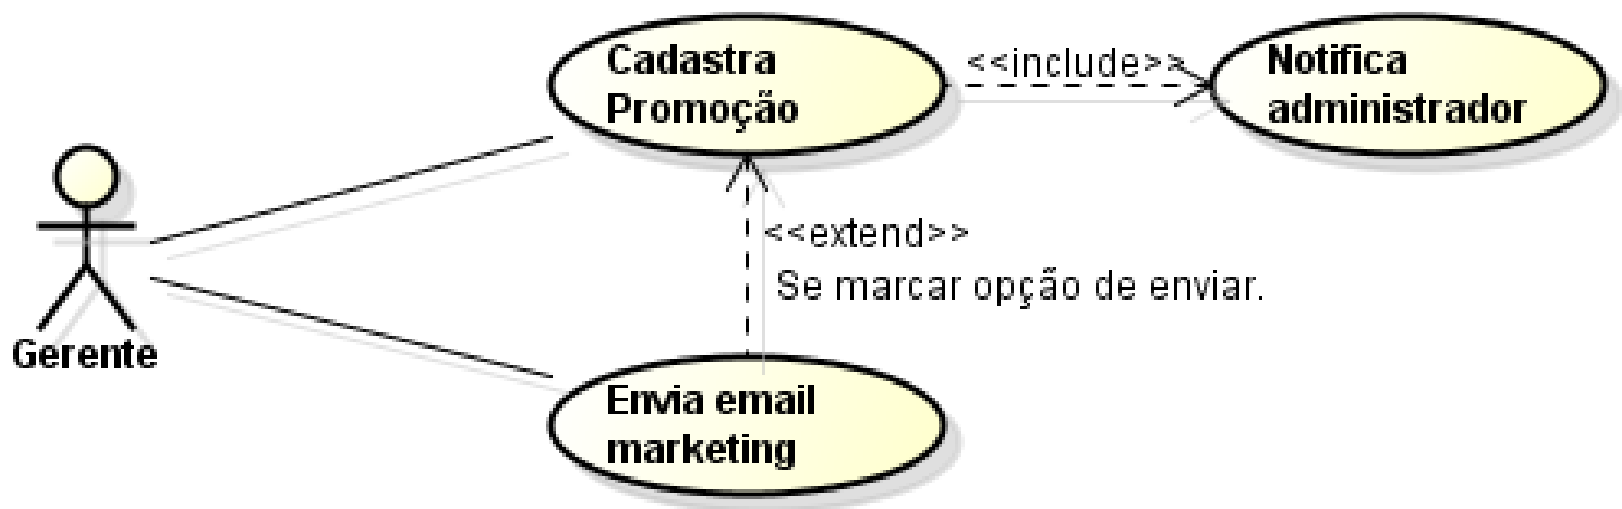 Cadastra
Promoção
<<include>>
Notifica
administrador
<<extend>>
Se marcar opção de enviar.
Gerente
Envia email
marketing